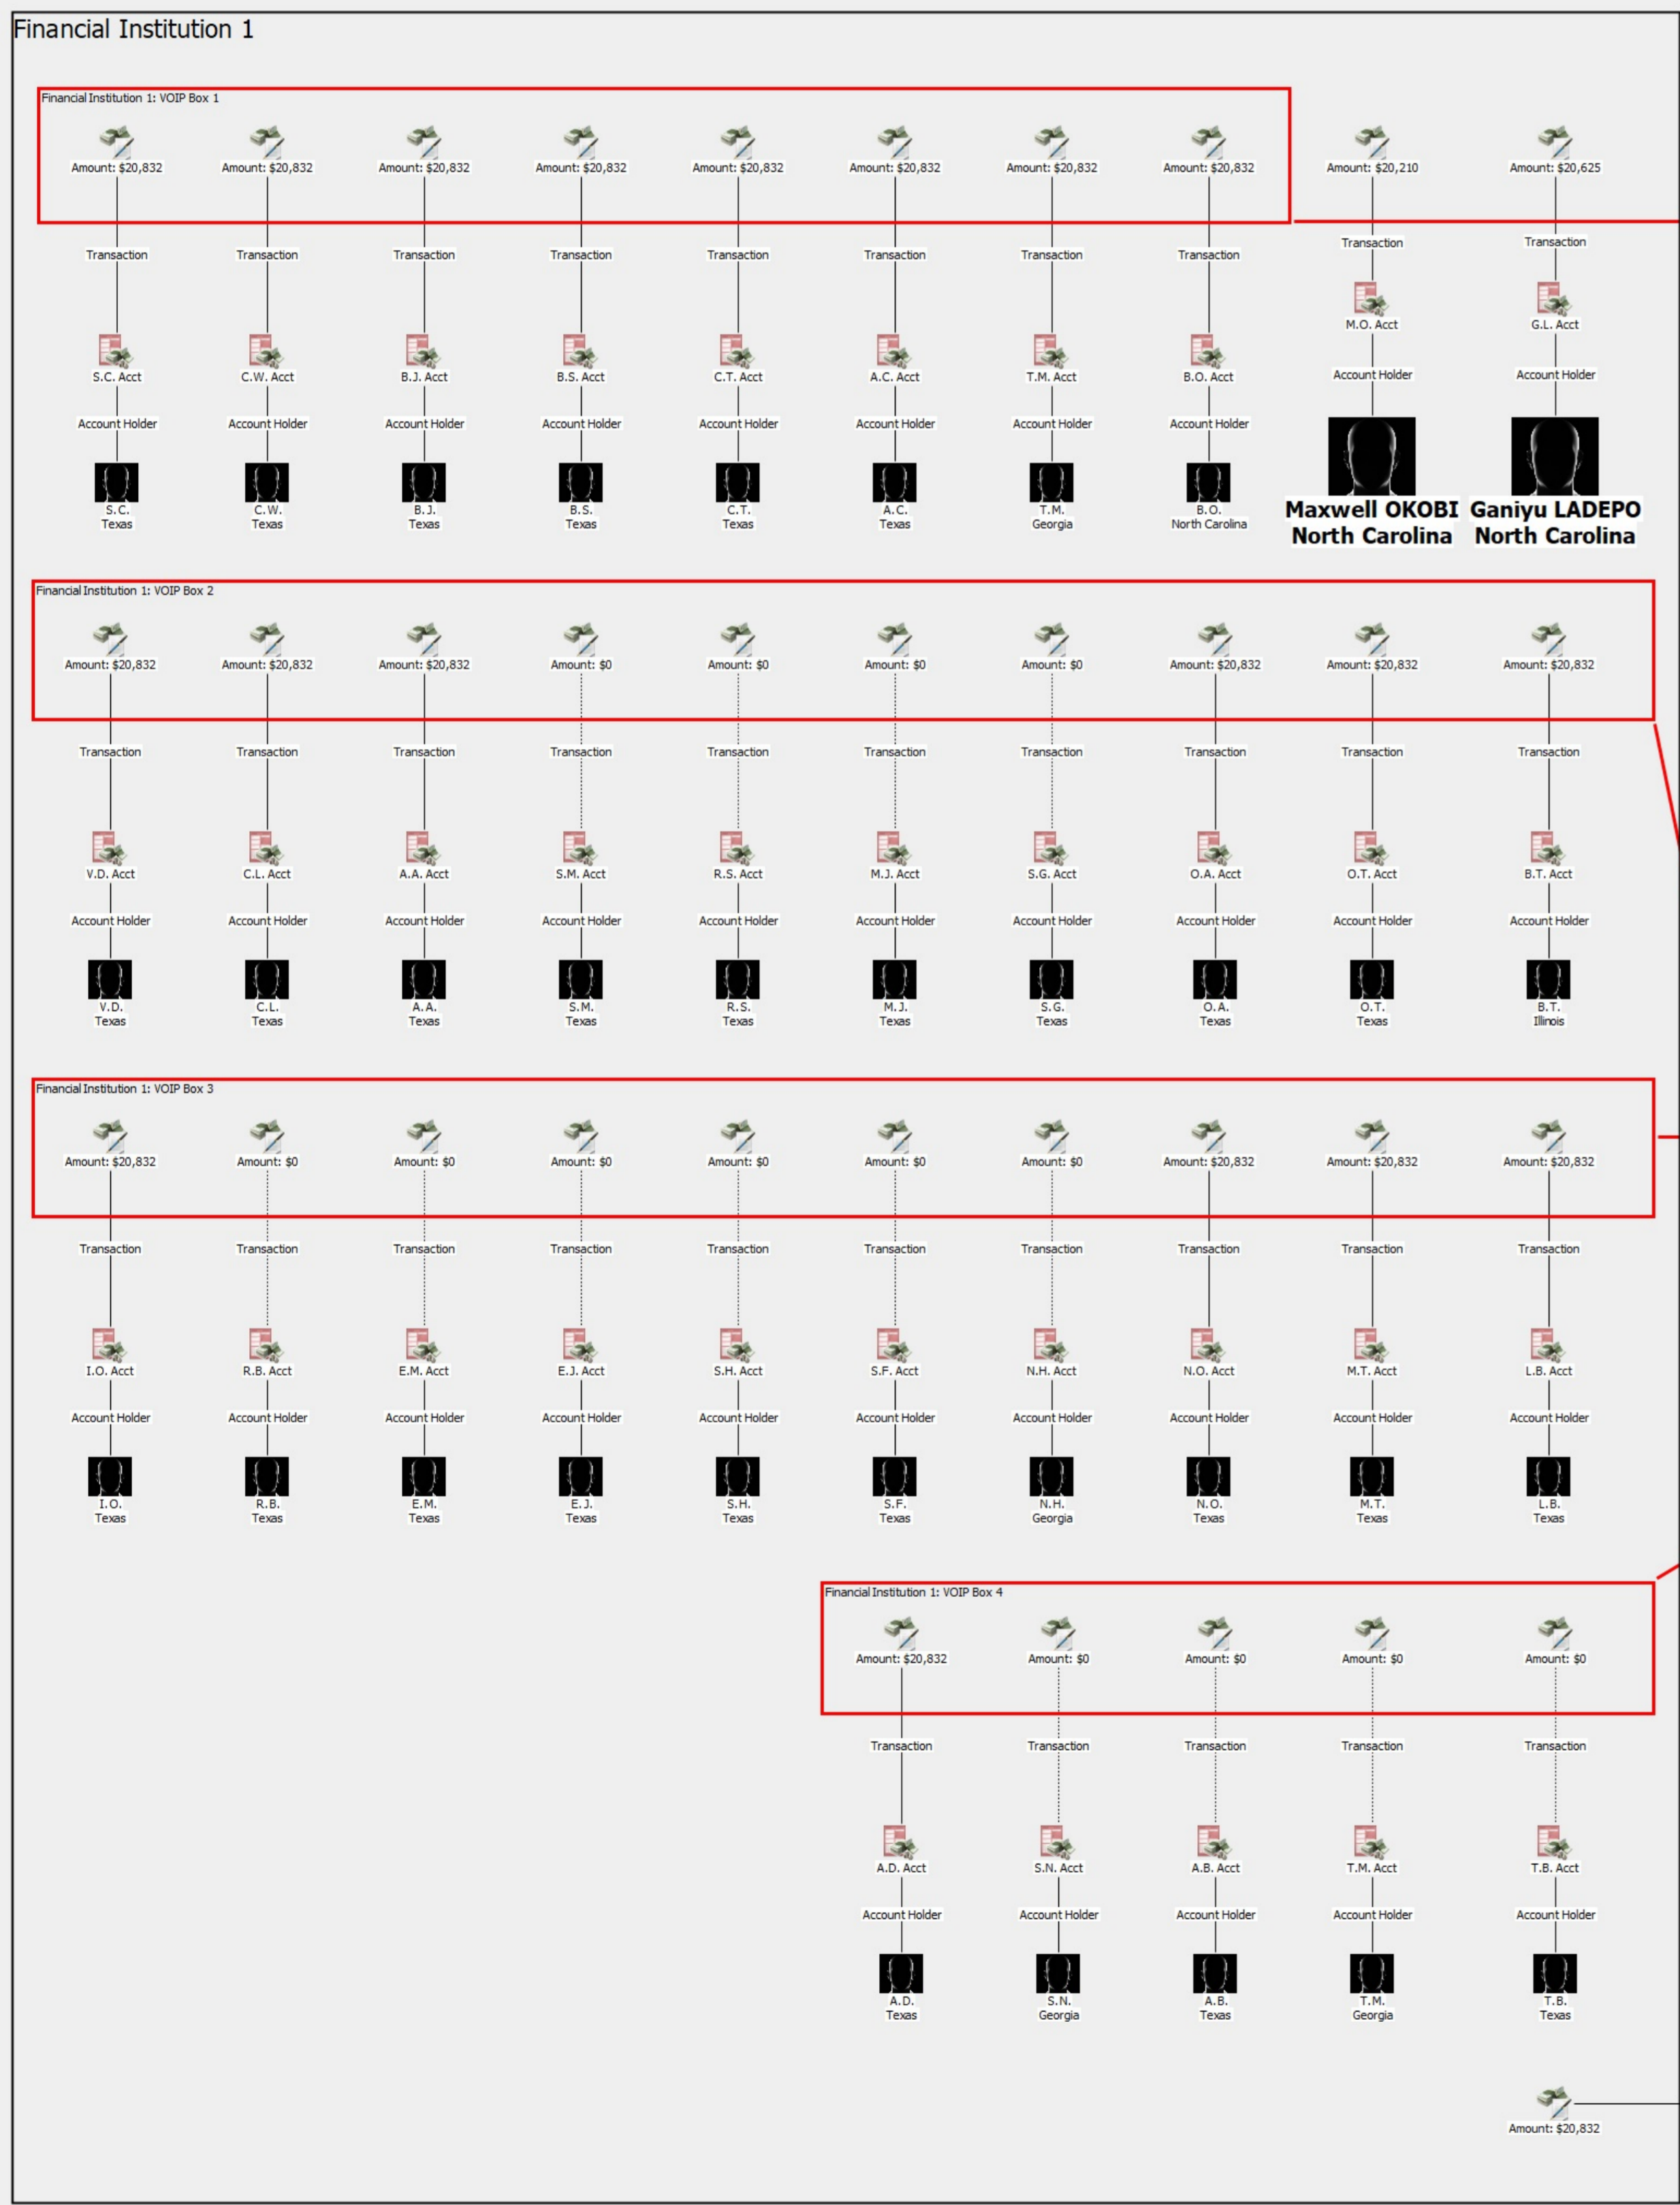 Financial Institution 1
Financial Institution 1: VOIP Box 1
Amount: $20,832 Amount: $20,832 Amount: $20,832 Amount: $20,832 Amount: $20,832 Amount: $20,832 Amount: $20,832 Amount: $20,832 Amount: $20,210 Amount: $20,625
Transaction Transaction Transaction Transaction Transaction Transaction Transaction Transaction Transaction Transaction
S.C. Acct C.W. Acct B.J. Acct B.S. Acct C.T. Acct A.C. Acct T.M. Acct B.O. Acct M.O. Acct G.L. Acct
Account Holder Account Holder Account Holder Account Holder Account Holder Account Holder Account Holder Account Holder Account Holder Account Holder
S.C. C.W. B.J. B.S. C.T. A.C. T.M. B.O. Maxwell OKOBI Ganiyu LADEPO
Texas Texas Texas Texas Texas Texas Georgia North Carolina North Carolina North Carolina
Financial Institution 1: VOIP Box 2
Amount: $20,832 Amount: $20,832 Amount: $20,832 Amount: $0 Amount: $0 Amount: $0 Amount: $0 Amount: $20,832 Amount: $20,832 Amount: $20,832
Transaction Transaction Transaction Transaction Transaction Transaction Transaction Transaction Transaction Transaction
V.D. Acct C.L. Acct A.A. Acct S.M. Acct R.S. Acct M.J. Acct S.G. Acct O.A. Acct O.T. Acct B.T. Acct
Account Holder Account Holder Account Holder Account Holder Account Holder Account Holder Account Holder Account Holder Account Holder Account Holder
V.D. C.L. A.A. S.M. R.S. M.J. S.G. O.A. O.T. B.T.
Texas Texas Texas Texas Texas Texas Texas Texas Texas Illinois
Financial Institution 1: VOIP Box 3
Amount: $20,832 Amount: $0 Amount: $0 Amount: $0 Amount: $0 Amount: $0 Amount: $0 Amount: $20,832 Amount: $20,832 Amount: $20,832
Transaction Transaction Transaction Transaction Transaction Transaction Transaction Transaction Transaction Transaction
I.O. Acct R.B. Acct E.M. Acct E.J. Acct S.H. Acct S.F. Acct N.H. Acct N.O. Acct M.T. Acct L.B. Acct
Account Holder Account Holder Account Holder Account Holder Account Holder Account Holder Account Holder Account Holder Account Holder Account Holder
I.O. R.B. E.M. E.J. S.H. S.F. N.H. N.O. M.T. L.B.
Texas Texas Texas Texas Texas Texas Georgia Texas Texas Texas
Financial Institution 1: VOIP Box 4
Amount: $20,832 Amount: $0 Amount: $0 Amount: $0 Amount: $0
Transaction Transaction Transaction Transaction Transaction
A.D. Acct S.N. Acct A.B. Acct T.M. Acct T.B. Acct
Account Holder Account Holder Account Holder Account Holder Account Holder
A.D. S.N. A.B. T.M. T.B.
Texas Georgia Texas Georgia Texas
Amount: $20,832